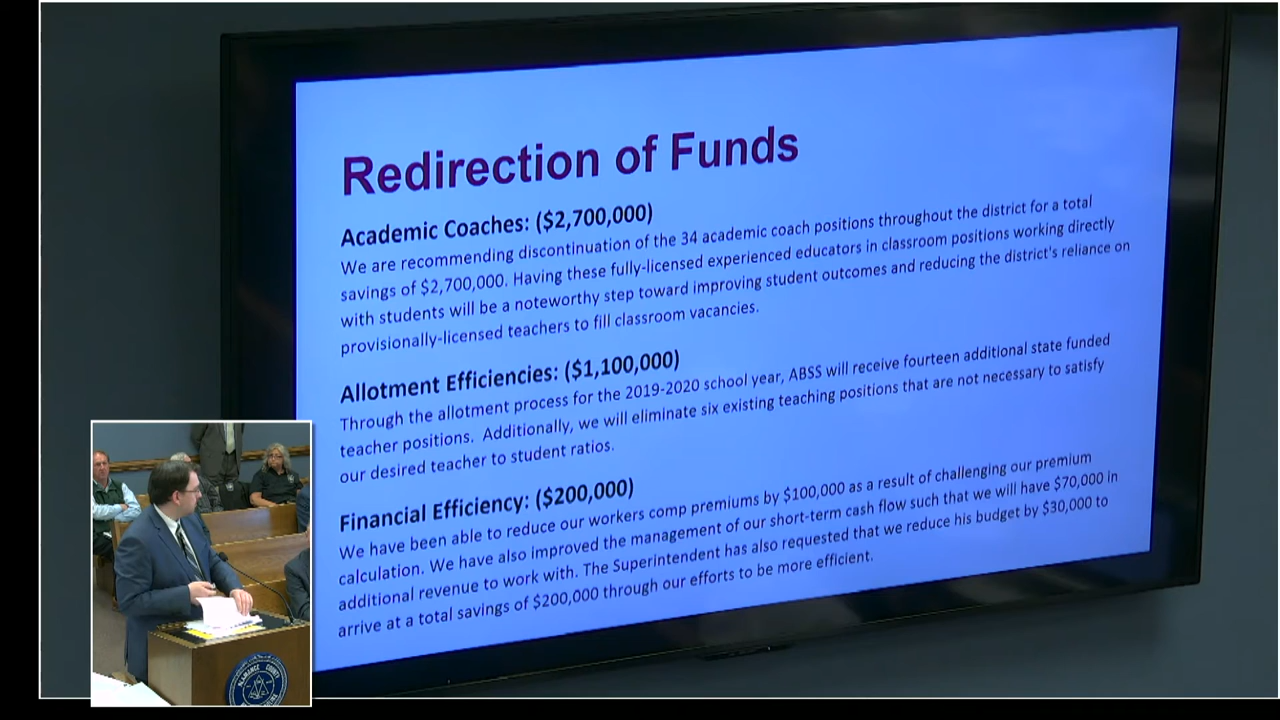 Redirection of Funds
Academic Coaches: ($2,700,000)
We are recommending discontinuation of the 34 academic coach positions throughout the district for a total
savings of $2,700,000. Having these fully-licensed experienced educators in classroom positions working directly
with students will be a noteworthy step toward improving student outcomes and reducing the district's reliance on
provisionally-licensed teachers to fill classroom vacancies.
Allotment Efficiencies: ($1,100,000)
Through the allotment process for the 2019-2020 school year, ABSS will receive fourteen additional state funded
teacher positions. Additionally, we will eliminate six existing teaching positions that are not necessary to satisfy
our desired teacher to student ratios.
Financial Efficiency: ($200,000)
We have been able to reduce our workers comp premiums by $100,000 as a result of challenging our premium
calculation. We have also improved the management of our short-term cash flow such that we will have $70,000 in
additional revenue to work with. The Superintendent has also requested that we reduce his budget by $30,000 to
arrive at a total savings of $200,000 through our efforts to be more efficient.
ALAMANCE COUNTY